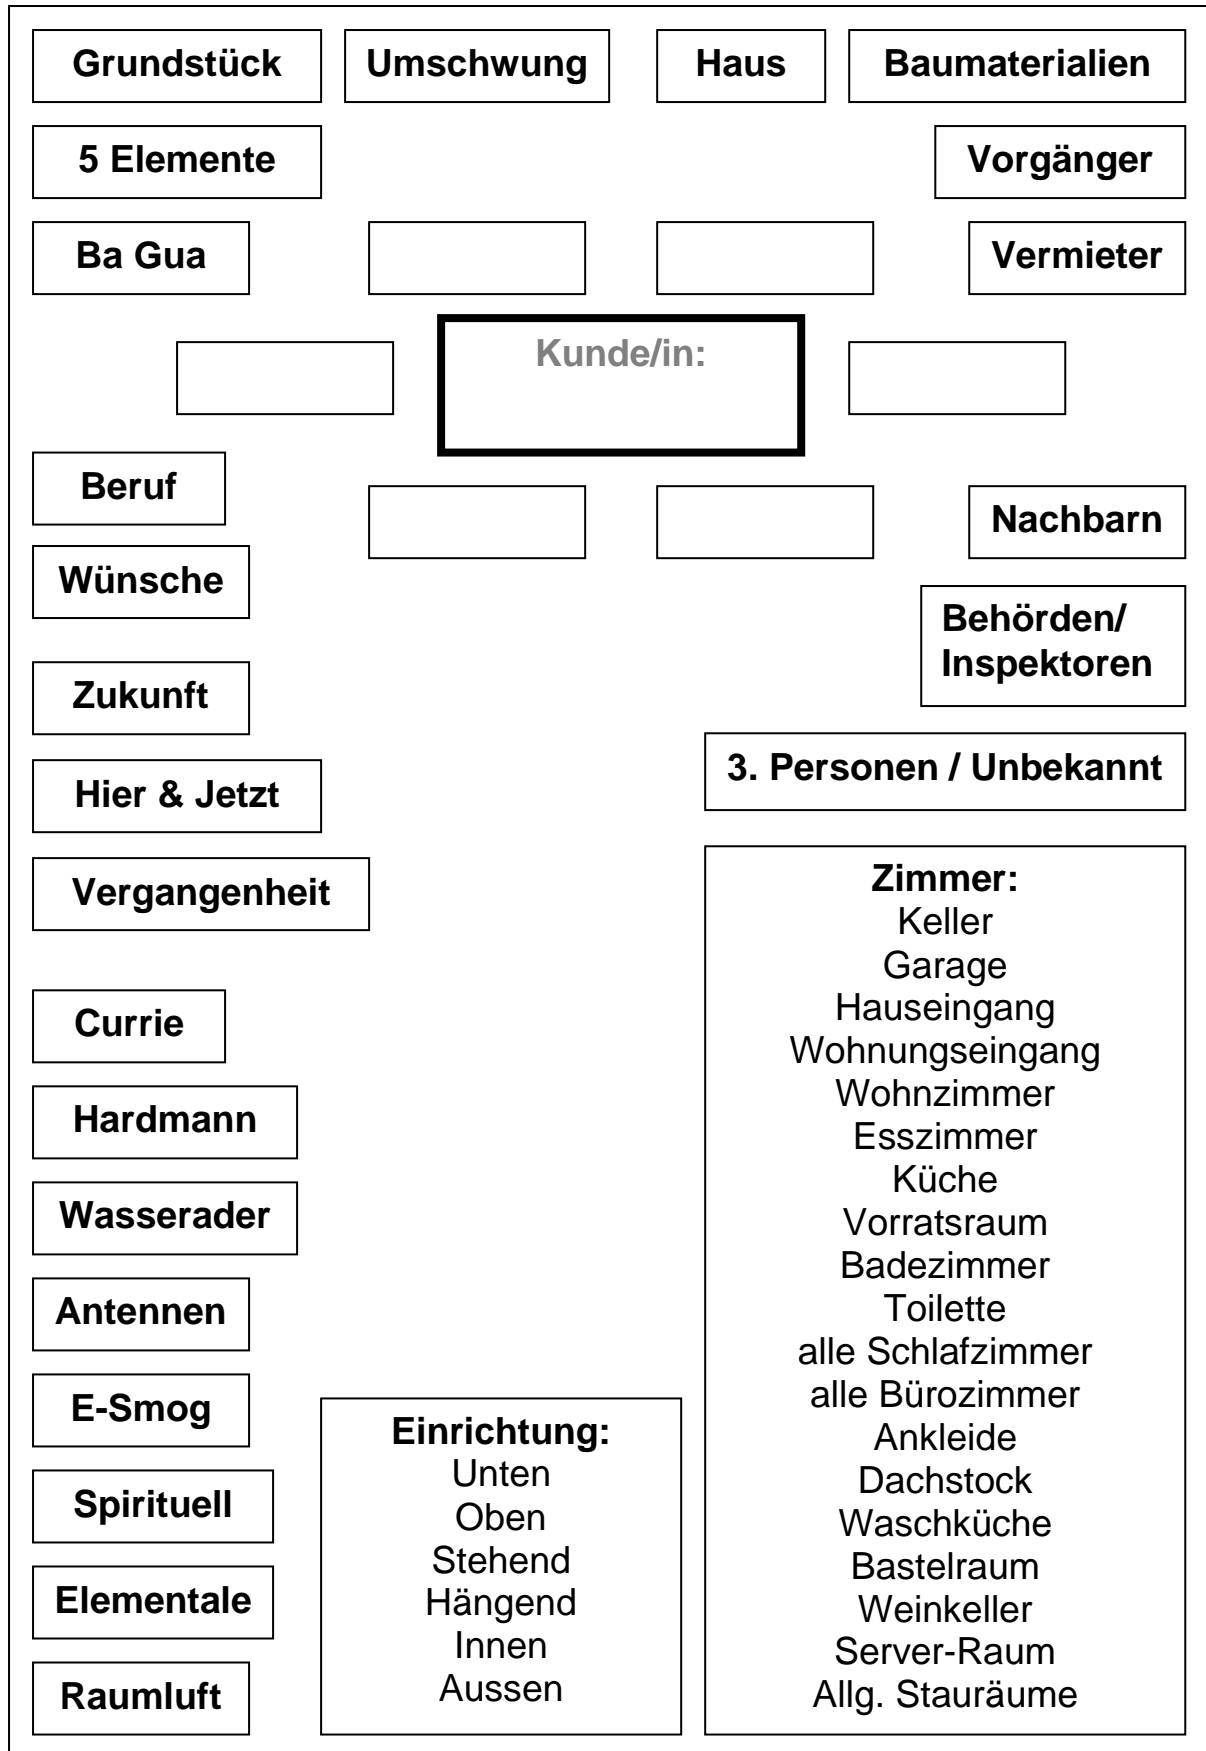 Grundstück
Umschwung
Haus
Baumaterialien
5 Elemente
Vorgänger
Ba Gua
Vermieter
Kunde/in:
Beruf
Nachbarn
Wünsche
Behörden/
Inspektoren
Zukunft
3. Personen / Unbekannt
Hier & Jetzt
Vergangenheit
Currie
Hardmann
Wasserader
Antennen
E-Smog
Spirituell
Elementale
Raumluft
Einrichtung:
Unten
Oben
Stehend
Hängend
Innen
Aussen
Zimmer:
Keller
Garage
Hauseingang
Wohnungseingang
Wohnzimmer
Esszimmer
Küche
Vorratsraum
Badezimmer
Toilette
alle Schlafzimmer
alle Bürozimmer
Ankleide
Dachstock
Waschküche
Bastelraum
Weinkeller
Server-Raum
Allg. Stauräume